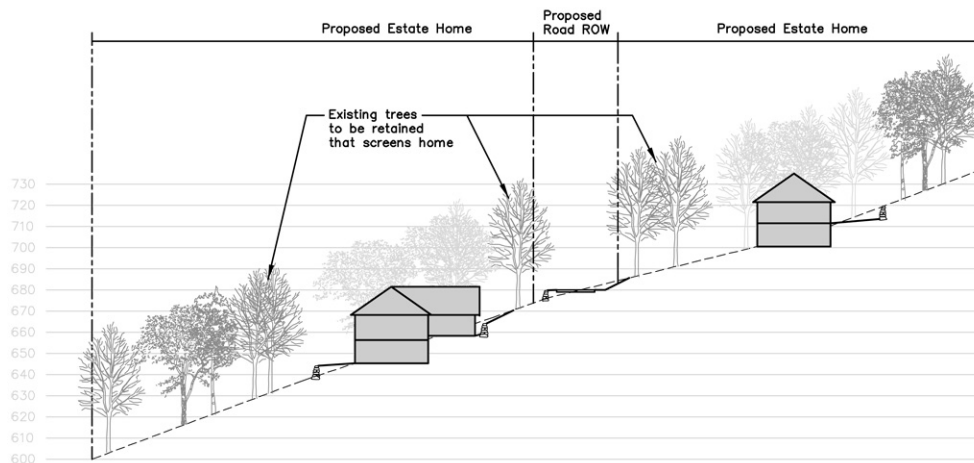 Proposed Estate Home
Proposed
Road ROW
Proposed Estate Home
Existing trees
to be retained
that screens home
730
720
710
700
690
680
670
660
650
640
630
620
610
600